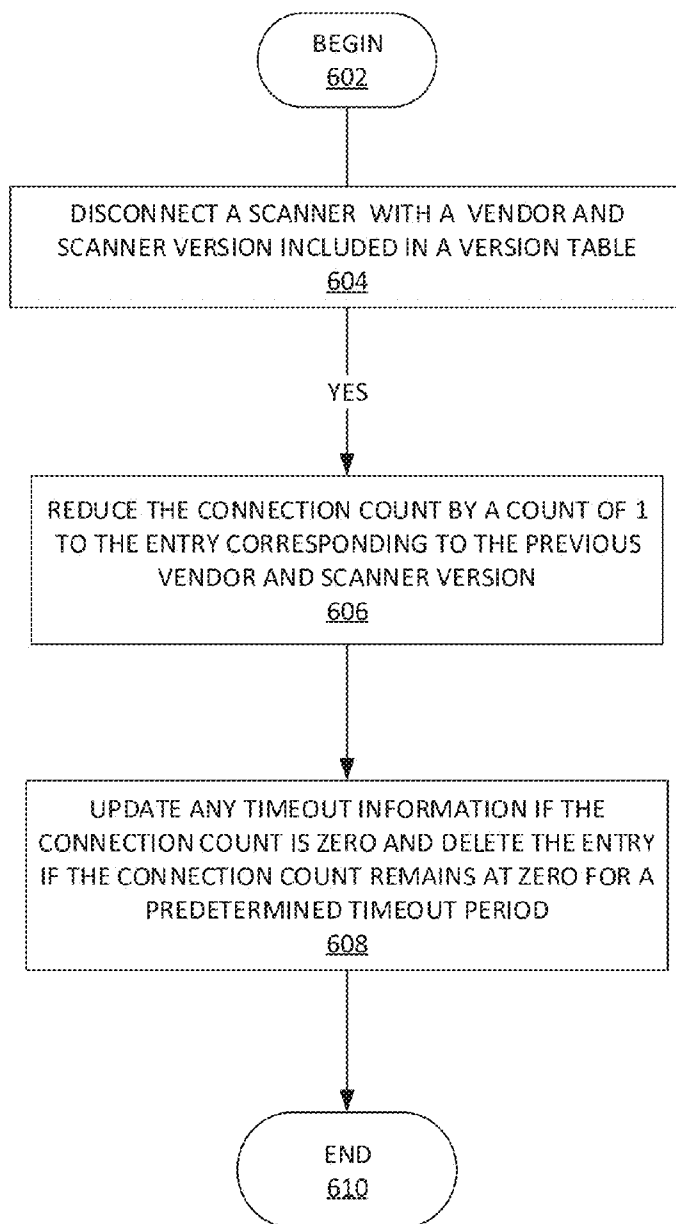 BEGIN
602
DISCONNECT A SCANNER WITH A VENDOR AND
SCANNER VERSION INCLUDED IN A VERSION TABLE
604
YES
REDUCE THE CONNECTION COUNT BY A COUNT OF 1
TO THE ENTRY CORRESPONDING TO THE PREVIOUS
VENDOR AND SCANNER VERSION
606
UPDATE ANY TIMEOUT INFORMATION IF THE
CONNECTION COUNT IS ZERO AND DELETE THE ENTRY
IF THE CONNECTION COUNT REMAINS AT ZERO FOR A
PREDETERMINED TIMEOUT PERIOD
608
END
610